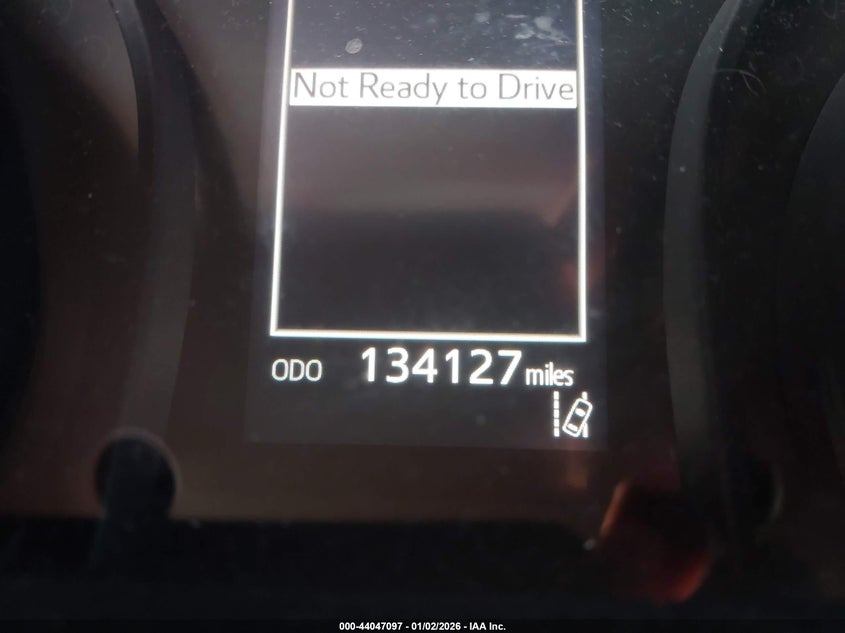 Not Ready to Drive
ODO 134127 miles
000-44047097 - 01/02/2026 - IAA Inc.